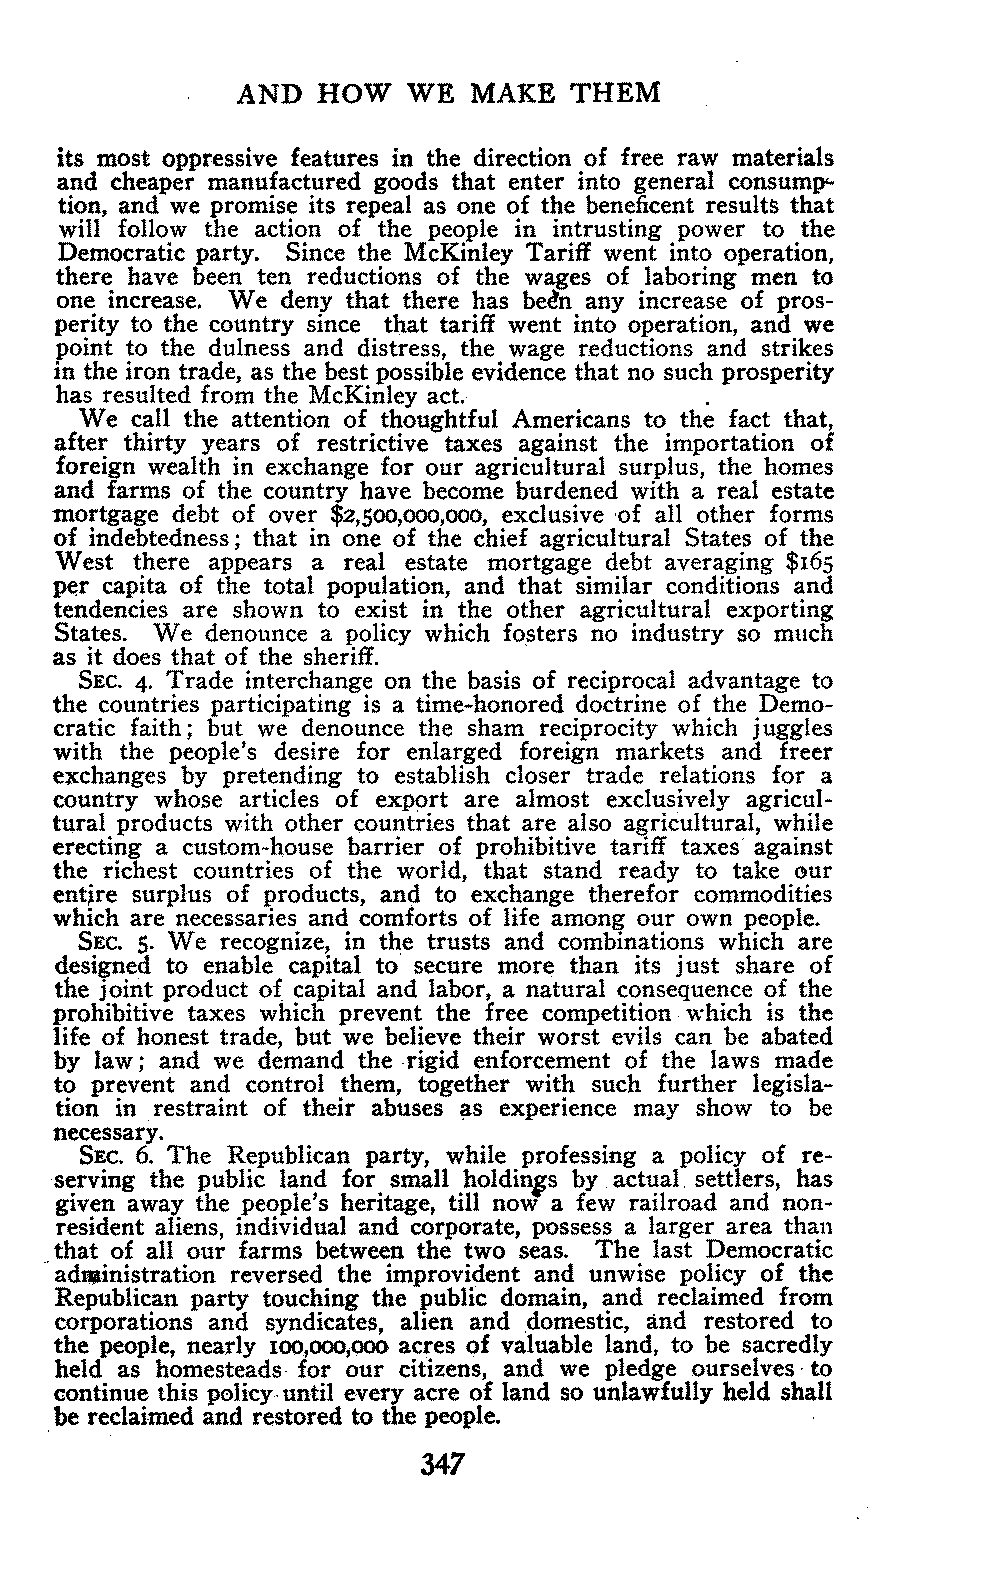 AND HOW WE MAKE THEM
its most oppressive features in the direction of free raw materials
and cheaper manufactured goods that enter into general consump-
tion, and we promise its repeal as one of the beneficent results that
will follow the action of the people in intrusting power to the
Democratic party. Since the McKinley Tariff went into operation,
there have been ten reductions of the wages of laboring men to
one increase. We deny that there has been any increase of pros-
perity to the country since that tariff went into operation, and we
point to the dulness and distress, the wage reductions and strikes
in the iron trade, as the best possible evidence that no such prosperity
has resulted from the McKinley act.
We call the attention of thoughtful Americans to the fact that,
after thirty years of restrictive taxes against the importation of
foreign wealth in exchange for our agricultural surplus, the homes
and farms of the country have become burdened with a real estate
mortgage debt of over $2,500,000,000, exclusive of all other forms
of indebtedness; that in one of the chief agricultural States of the
West there appears a real estate mortgage debt averaging $165
per capita of the total population, and that similar conditions and
tendencies are shown to exist in the other agricultural exporting
States. We denounce a policy which fosters no industry so much
as it does that of the sheriff.
SEC. 4. Trade interchange on the basis of reciprocal advantage to
the countries participating is a time-honored doctrine of the Demo-
cratic faith; but we denounce the sham reciprocity which juggles
with the people's desire for enlarged foreign markets and freer
exchanges by pretending to establish closer trade relations for a
country whose articles of export are almost exclusively agricul-
tural products with other countries that are also agricultural, while
erecting a custom-house barrier of prohibitive tariff taxes against
the richest countries of the world, that stand ready to take our
entire surplus of products, and to exchange therefor commodities
which are necessaries and comforts of life among our own people.
SEC. 5. We recognize, in the trusts and combinations which are
designed to enable capital to secure more than its just share of
the joint product of capital and labor, a natural consequence of the
prohibitive taxes which prevent the free competition which is the
life of honest trade, but we believe their worst evils can be abated
by law; and we demand the rigid enforcement of the laws made
to prevent and control them, together with such further legisla-
tion in restraint of their abuses as experience may show to be
necessary.
SEC. 6. The Republican party, while professing a policy of re-
serving the public land for small holdings by actual settlers, has
given away the people's heritage, till now a few railroad and non-
resident aliens, individual and corporate, possess a larger area than
that of all our farms between the two seas. The last Democratic
administration reversed the improvident and unwise policy of the
Republican party touching the public domain, and reclaimed from
corporations and syndicates, alien and domestic, and restored to
the people, nearly 100,000,000 acres of valuable land, to be sacredly
held as homesteads for our citizens, and we pledge ourselves to
continue this policy until every acre of land so unlawfully held shall
be reclaimed and restored to the people.
347